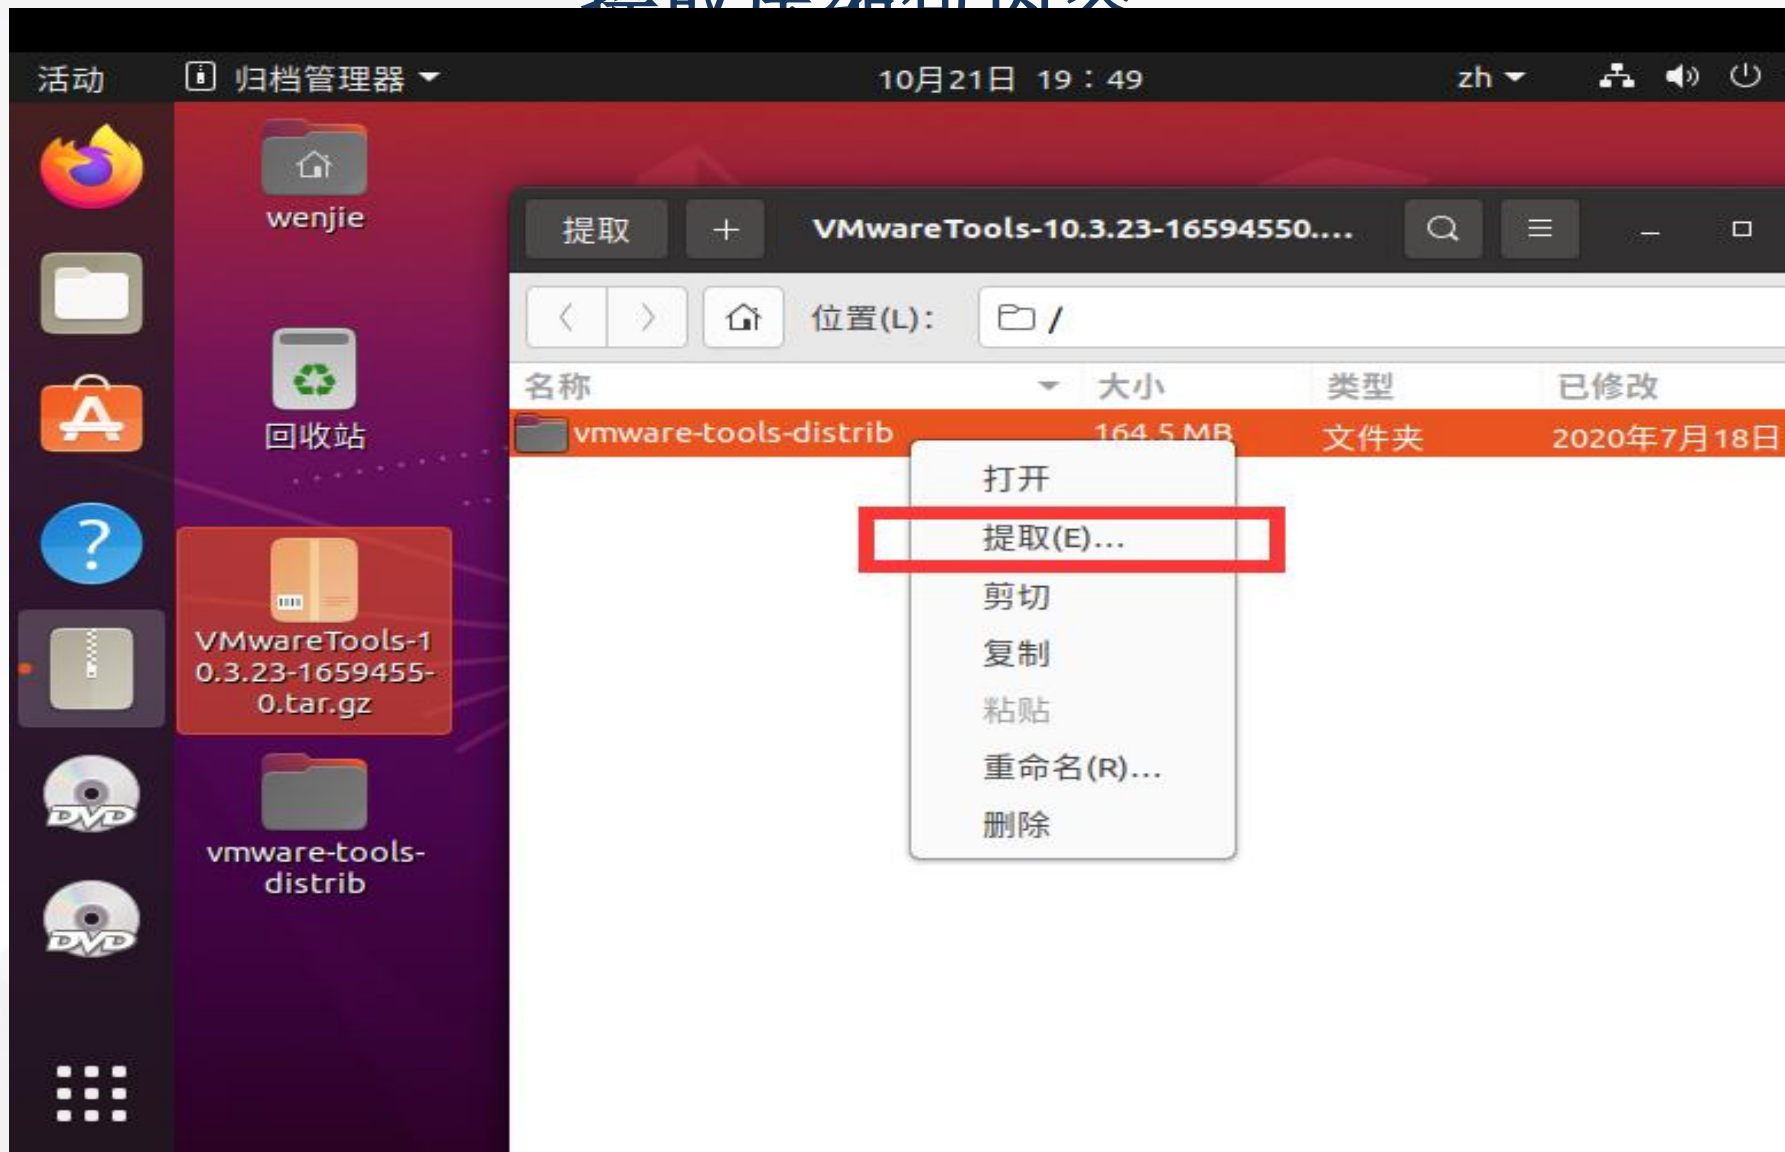 活动
归档管理器
10月21日 19：49
zh
wenjie
回收站
VMwareTools-1
0.3.23-1659455-
0.tar.gz
vmware-tools-
distrib
DVD
DVD
提取
VMwareTools-10.3.23-16594550....
位置(L)：
/
名称
大小
类型
已修改
vmware-tools-distrib
164.5 MB
文件夹
2020年7月18日
打开
提取(E)...
剪切
复制
粘贴
重命名(R)...
删除